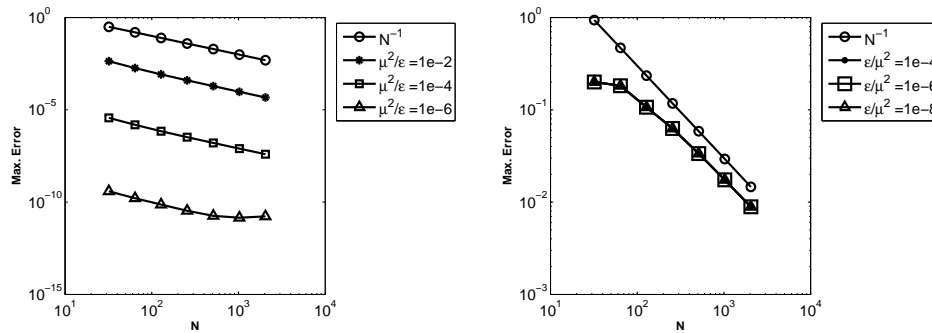 10^0
10^-5
10^-10
10^-15
Max. Error
10^1
10^2
10^3
10^4
N
N^-1
μ^2/ε =1e-2
μ^2/ε =1e-4
μ^2/ε =1e-6
10^0
10^-1
10^-2
10^-3
Max. Error
10^1
10^2
10^3
10^4
N
N^-1
ε/μ^2 =1e-4
ε/μ^2 =1e-6
ε/μ^2 =1e-8